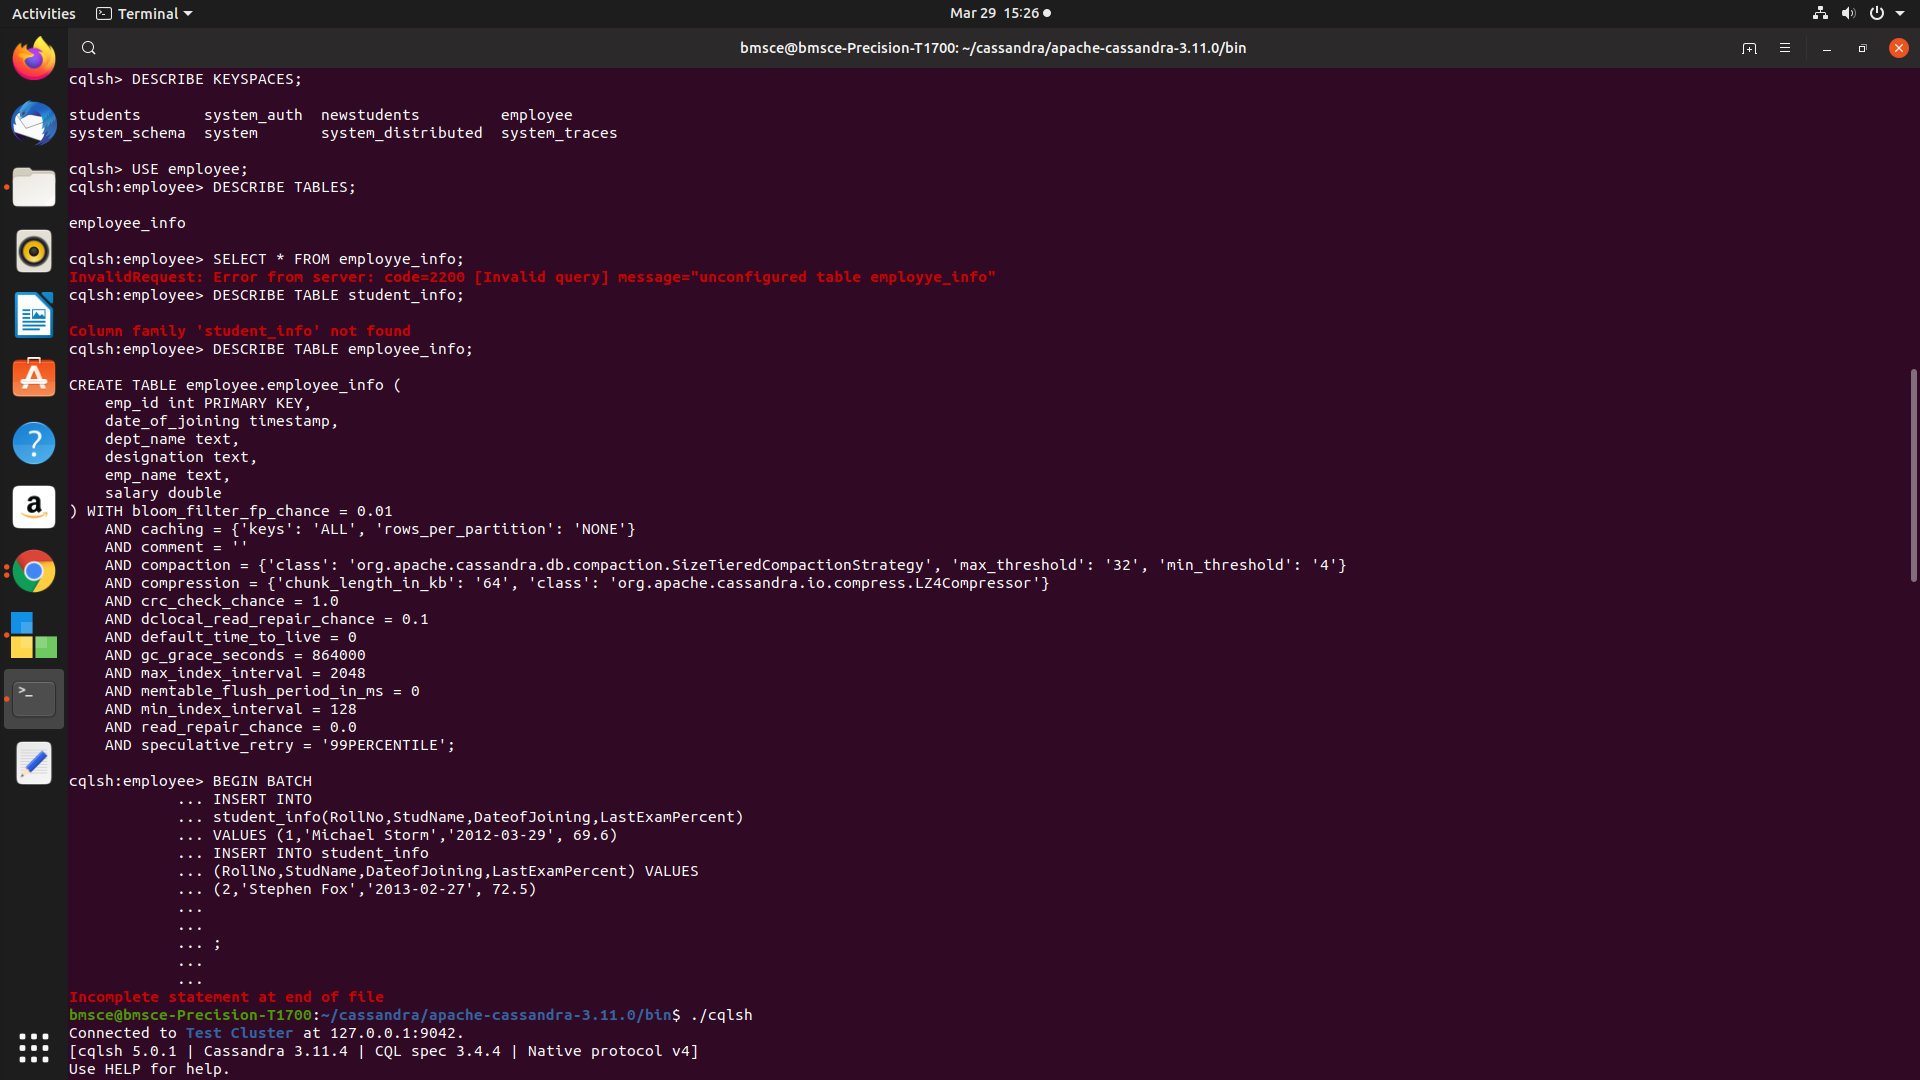 Activities Terminal Mar 29 15:26
bmsce@bmsce-Precision-T1700: ~/cassandra/apache-cassandra-3.11.0/bin
cqlsh> DESCRIBE KEYSPACES;
students system_auth newstudents employee
system_schema system system_distributed system_traces
cqlsh> USE employee;
cqlsh:employee> DESCRIBE TABLES;
employee_info
cqlsh:employee> SELECT * FROM employye_info;
InvalidRequest: Error from server: code=2200 [Invalid query] message="unconfigured table employye_info"
cqlsh:employee> DESCRIBE TABLE student_info;
Column family 'student_info' not found
cqlsh:employee> DESCRIBE TABLE employee_info;
CREATE TABLE employee.employee_info (
    emp_id int PRIMARY KEY,
    date_of_joining timestamp,
    dept_name text,
    designation text,
    emp_name text,
    salary double
) WITH bloom_filter_fp_chance = 0.01
    AND caching = {'keys': 'ALL', 'rows_per_partition': 'NONE'}
    AND comment = ''
    AND compaction = {'class': 'org.apache.cassandra.db.compaction.SizeTieredCompactionStrategy', 'max_threshold': '32', 'min_threshold': '4'}
    AND compression = {'chunk_length_in_kb': '64', 'class': 'org.apache.cassandra.io.compress.LZ4Compressor'}
    AND crc_check_chance = 1.0
    AND dclocal_read_repair_chance = 0.1
    AND default_time_to_live = 0
    AND gc_grace_seconds = 864000
    AND max_index_interval = 2048
    AND memtable_flush_period_in_ms = 0
    AND min_index_interval = 128
    AND read_repair_chance = 0.0
    AND speculative_retry = '99PERCENTILE';
cqlsh:employee> BEGIN BATCH
            ... INSERT INTO
            ... student_info(RollNo,StudName,DateofJoining,LastExamPercent)
            ... VALUES (1,'Michael Storm','2012-03-29', 69.6)
            ... INSERT INTO student_info
            ... (RollNo,StudName,DateofJoining,LastExamPercent) VALUES
            ... (2,'Stephen Fox','2013-02-27', 72.5)
            ...
            ...
            ... ;
            ...
            ...
Incomplete statement at end of file
bmsce@bmsce-Precision-T1700:~/cassandra/apache-cassandra-3.11.0/bin$ ./cqlsh
Connected to Test Cluster at 127.0.0.1:9042.
[cqlsh 5.0.1 | Cassandra 3.11.4 | CQL spec 3.4.4 | Native protocol v4]
Use HELP for help.